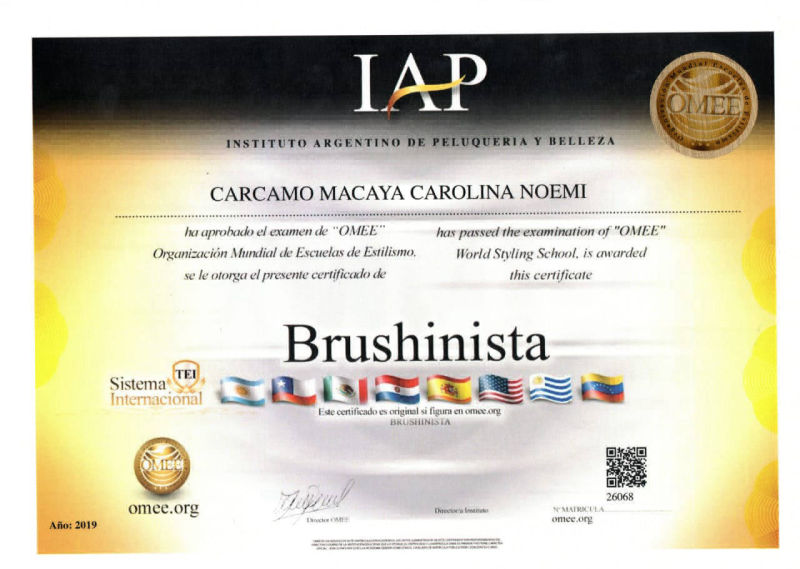 IAP
OMEE
INSTITUTO ARGENTINO DE PELUQUERIA Y BELLEZA
CARCAMO MACAYA CAROLINA NOEMI
ha aprobado el examen de "OMEE"
Organización Mundial de Escuelas de Estilismo,
se le otorga el presente certificado de
has passed the examination of "OMEE"
World Styling School, is awarded
this certificate
Brushinista
Sistema TEI
Internacional
Este certificado es original si figura en omee.org
BRUSHINISTA
OMEE
omee.org
Año: 2019
Director OMEE
Director/a Instituto
26068
N° MATRICULA
omee.org